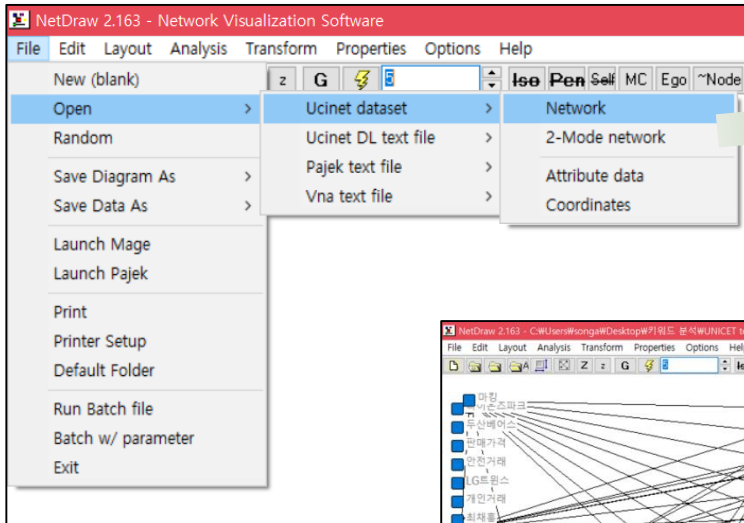 NetDraw 2.163 - Network Visualization Software
File Edit Layout Analysis Transform Properties Options Help
z G 5 Iso Pen Self MC Ego ~Node
New (blank)
Open > Ucinet dataset > Network
Random Ucinet DL text file > 2-Mode network
Save Diagram As > Pajek text file > Attribute data
Save Data As > Vna text file > Coordinates
Launch Mage
Launch Pajek
Print
Printer Setup
Default Folder
Run Batch file
Batch w/ parameter
Exit
NetDraw 2.163 - C:₩Users₩songa₩Desktop₩키워드 분석₩UNICET
File Edit Layout Analysis Transform Properties Options
Z z G 5
마킹
두산베어스
판매가격
안전거래
LG트윈스
개인거래